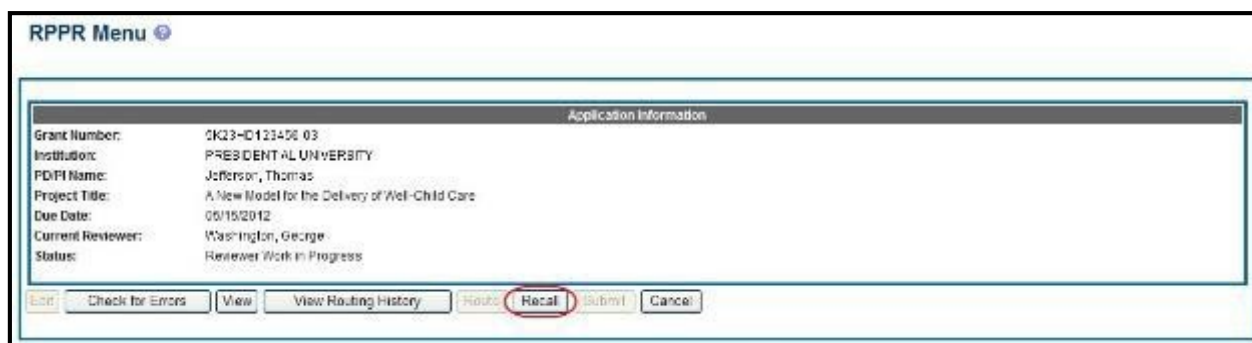 RPPR Menu
Application Information
Grant Number: 5K23HD123456-03
Institution: PRESIDENTIAL UNIVERSITY
PD/PI Name: Jefferson, Thomas
Project Title: A New Model for the Delivery of Well-Child Care
Due Date: 05/15/2012
Current Reviewer: Washington, George
Status: Reviewer Work in Progress
Edit Check for Errors View View Routing History Route Recall Submit Cancel